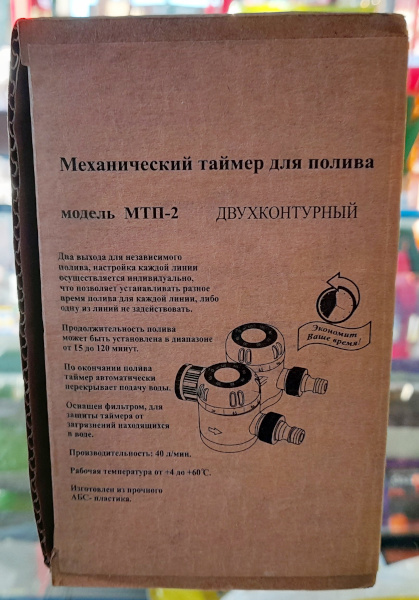 Механический таймер для полива
модель МТП-2 ДВУХКОНТУРНЫЙ
Два выхода для независимого
полива, настройка каждой линии
осуществляется индивидуально,
что позволяет устанавливать разное
время полива для каждой линии, либо
одну из линий не задействовать.
Экономит
Ваше время!
Продолжительность полива
может быть установлена в диапазоне
от 15 до 120 минут.
По окончании полива
таймер автоматически
перекрывает подачу воды.
Оснащен фильтром, для
защиты таймера от
загрязнений находящихся
в воде.
Производительность: 40 л/мин.
Рабочая температура от +4 до +60°С.
Изготовлен из прочного
АБС- пластика.